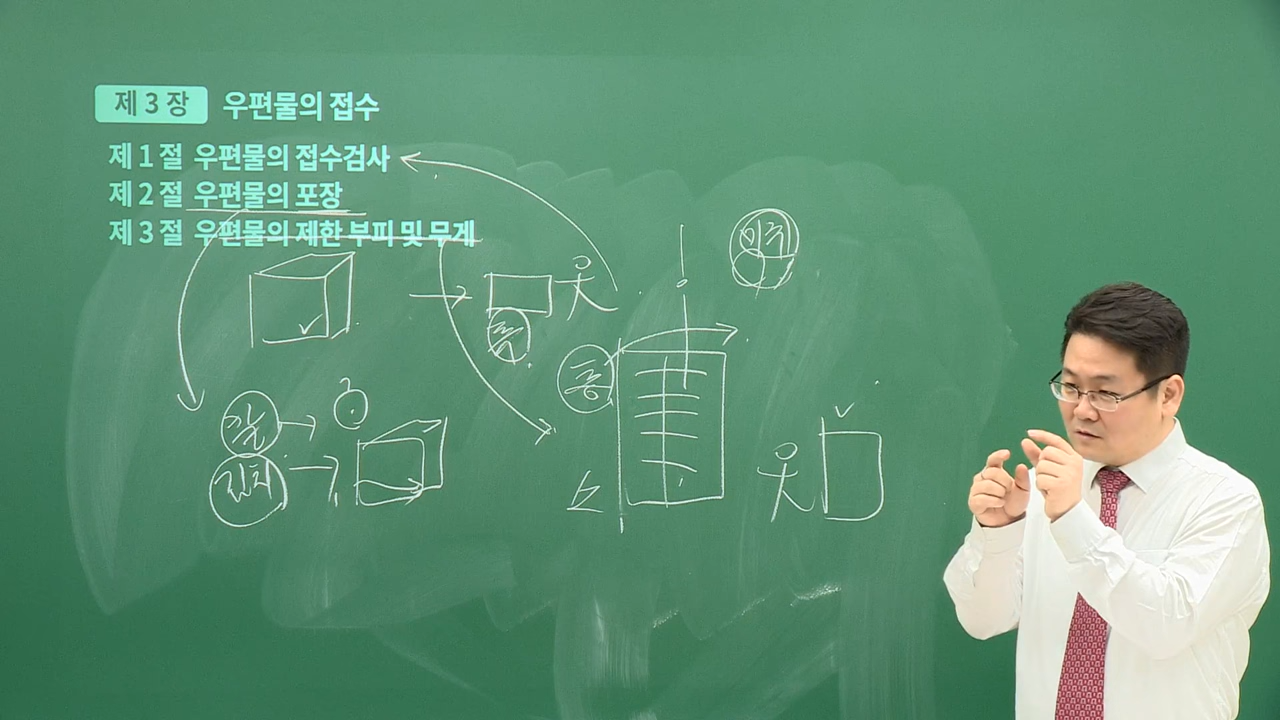 제 3 장 우편물의 접수
제 1 절 우편물의 접수검사
제 2 절 우편물의 포장
제 3 절 우편물의 제한 부피 및 무게
중
소